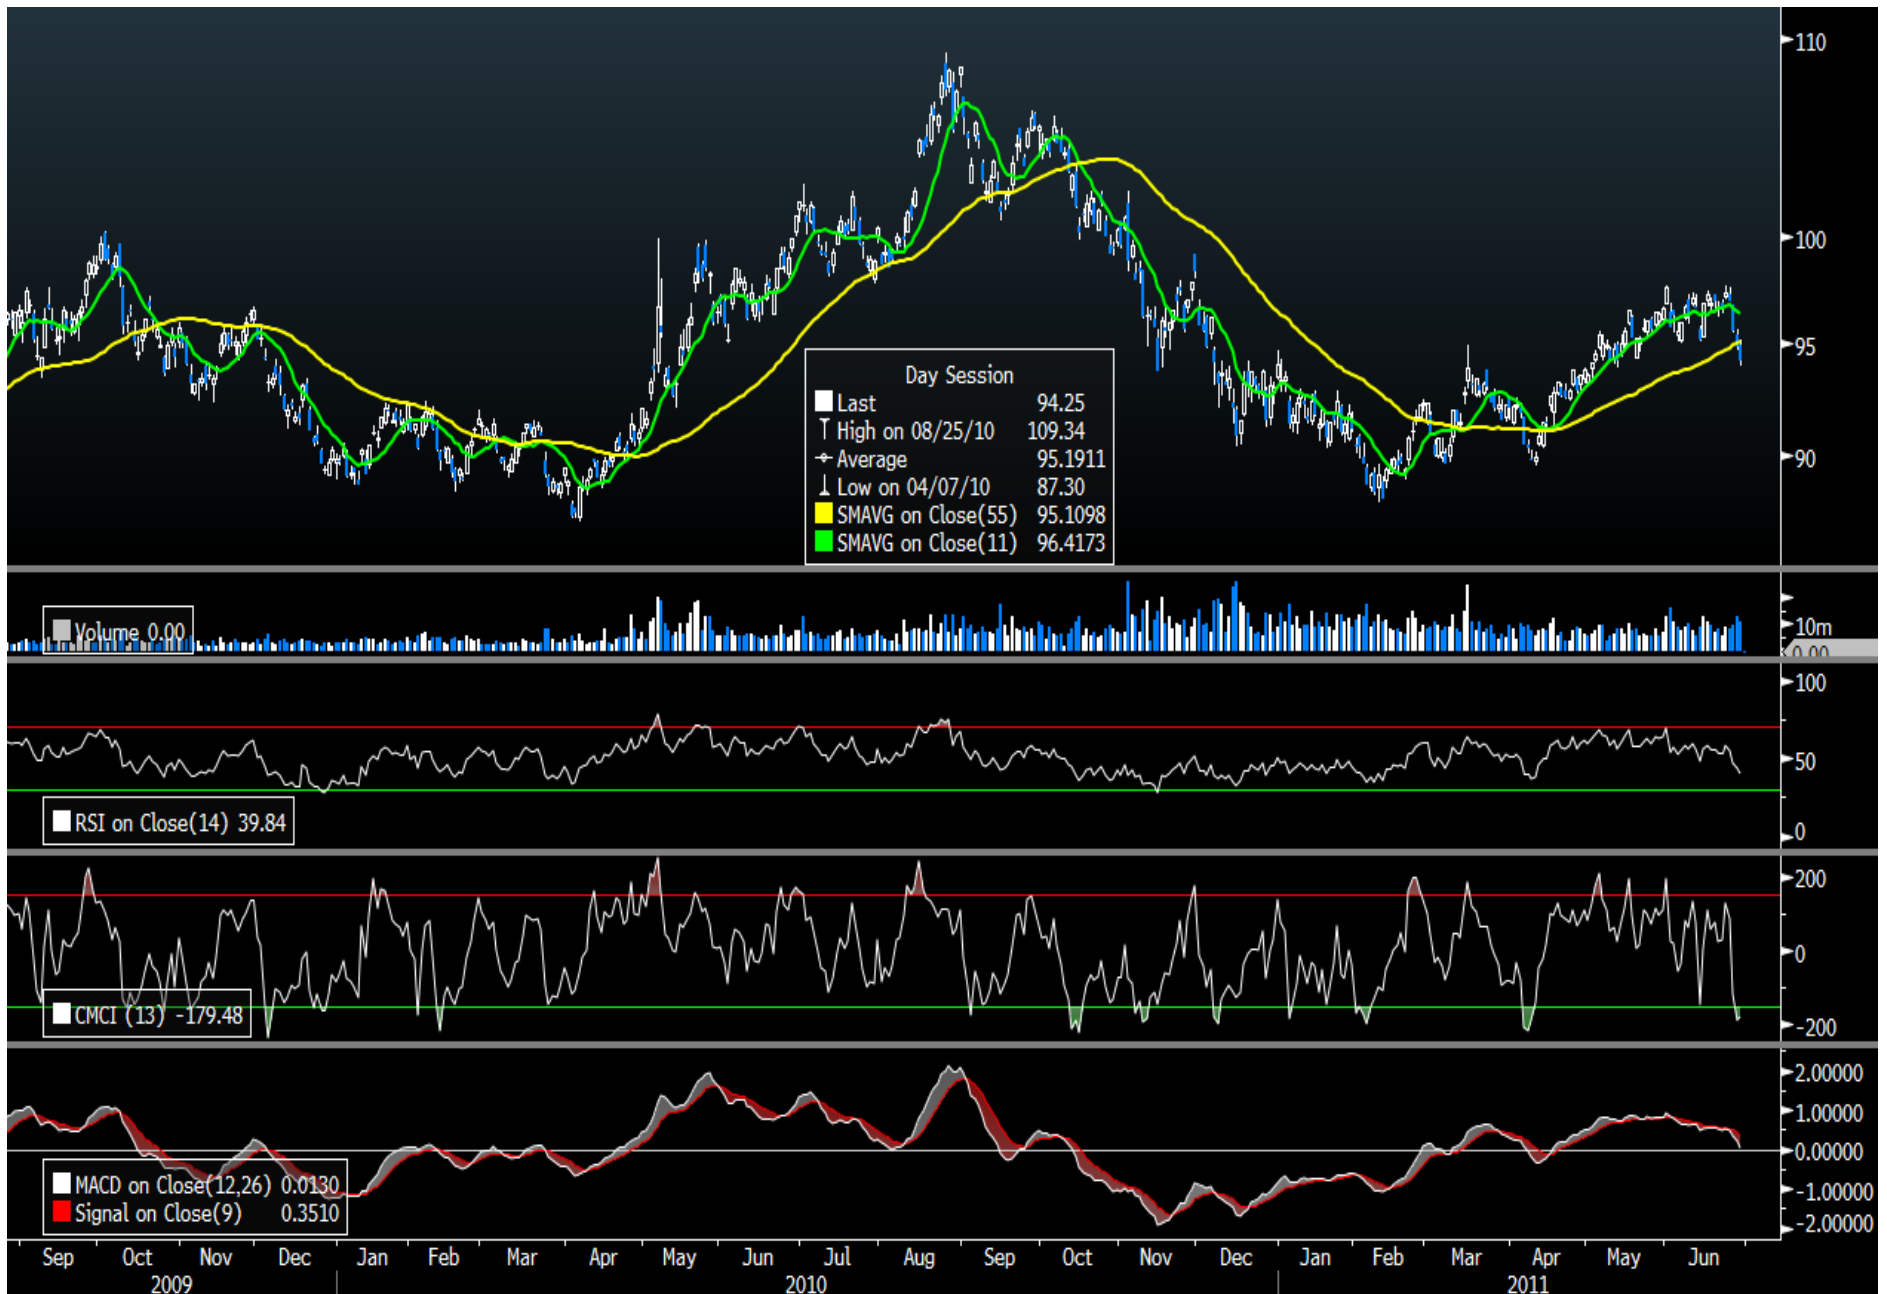 110
100
95
90
Day Session
Last 94.25
High on 08/25/10 109.34
Average 95.1911
Low on 04/07/10 87.30
SMAVG on Close(55) 95.1098
SMAVG on Close(11) 96.4173
Volume 0.00
10m
0.00
100
50
0
RSI on Close(14) 39.84
200
0
-200
CMCI (13) -179.48
2.00000
1.00000
0.00000
-1.00000
-2.00000
MACD on Close(12,26) 0.0130
Signal on Close(9) 0.3510
Sep Oct Nov Dec Jan Feb Mar Apr May Jun Jul Aug Sep Oct Nov Dec Jan Feb Mar Apr May Jun
2009 2010 2011